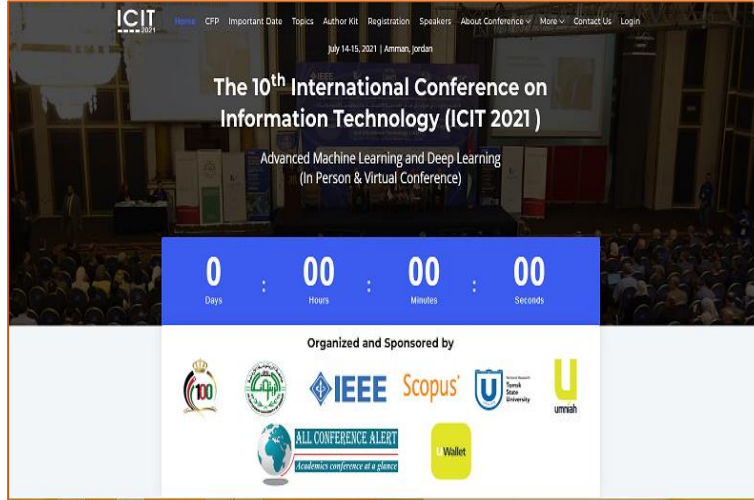 ICIT
2021
Home CFP Important Date Topics Author Kit Registration Speakers About Conference More Contact Us Login
July 14-15, 2021 | Amman, Jordan
The 10th International Conference on
Information Technology (ICIT 2021 )
Advanced Machine Learning and Deep Learning
(In Person & Virtual Conference)
0 : 00 : 00 : 00
Days Hours Minutes Seconds
Organized and Sponsored by
100
IEEE
Scopus
Tomsk
State
University
umniah
ALL CONFERENCE ALERT
Academics conference at a glance
UWallet